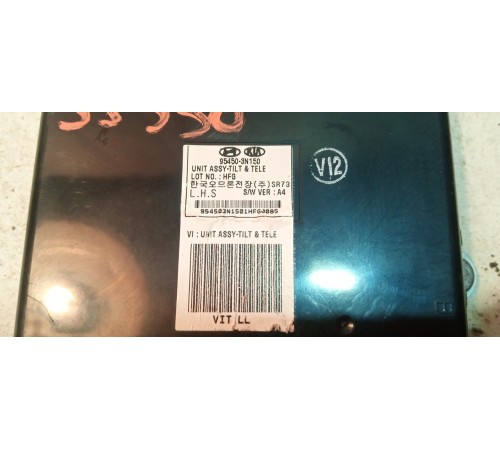 KIA
95450-3N150
UNIT ASSY-TILT & TELE
LOT NO. : HFG
한국오므론전장(주)SR73
L.H.S S/W VER : A4
954503N1501HFG0005
VI : UNIT ASSY-TILT & TELE
VIT LL
V12